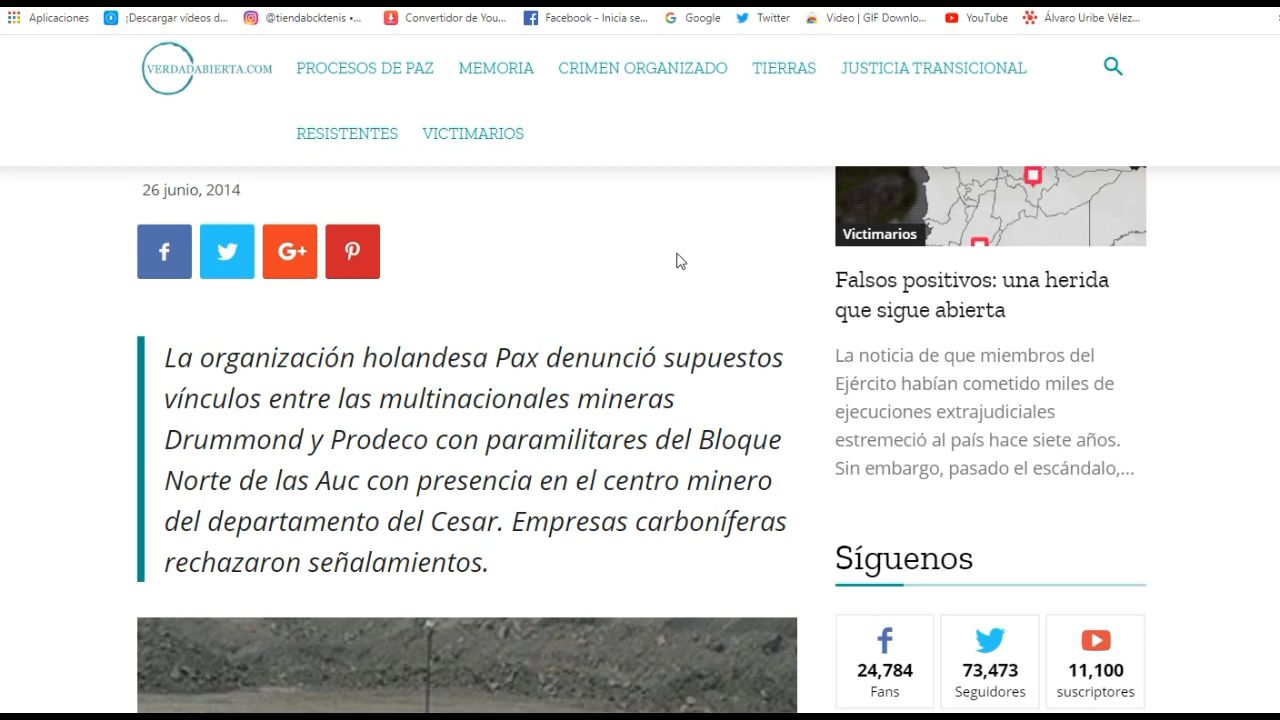 Aplicaciones
¡Descargar vídeos d...
@tiendabcktenis •...
Convertidor de You...
Facebook - Inicia se...
Google
Twitter
Video | GIF Downlo...
YouTube
Álvaro Uribe Vélez...
VERDADABIERTA.COM
PROCESOS DE PAZ
MEMORIA
CRIMEN ORGANIZADO
TIERRAS
JUSTICIA TRANSICIONAL
RESISTENTES
VICTIMARIOS
26 junio, 2014
f
G+
La organización holandesa Pax denunció supuestos
vínculos entre las multinacionales mineras
Drummond y Prodeco con paramilitares del Bloque
Norte de las Auc con presencia en el centro minero
del departamento del Cesar. Empresas carboníferas
rechazaron señalamientos.
Victimarios
Falsos positivos: una herida
que sigue abierta
La noticia de que miembros del
Ejército habían cometido miles de
ejecuciones extrajudiciales
estremeció al país hace siete años.
Sin embargo, pasado el escándalo,...
Síguenos
24,784
Fans
73,473
Seguidores
11,100
suscriptores